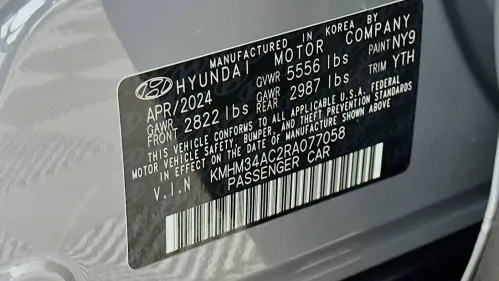 MANUFACTURED IN KOREA BY
HYUNDAI MOTOR COMPANY
APR/2024 GVWR 5556 lbs PAINT NY9
GAWR FRONT 2822 lbs GAWR REAR 2987 lbs TRIM YTH
THIS VEHICLE CONFORMS TO ALL APPLICABLE U.S.A. FEDERAL
MOTOR VEHICLE SAFETY, BUMPER, AND THEFT PREVENTION STANDARDS
IN EFFECT ON THE DATE OF MANUFACTURE SHOWN ABOVE.
V.I.N KMHM34AC2RA077058
PASSENGER CAR